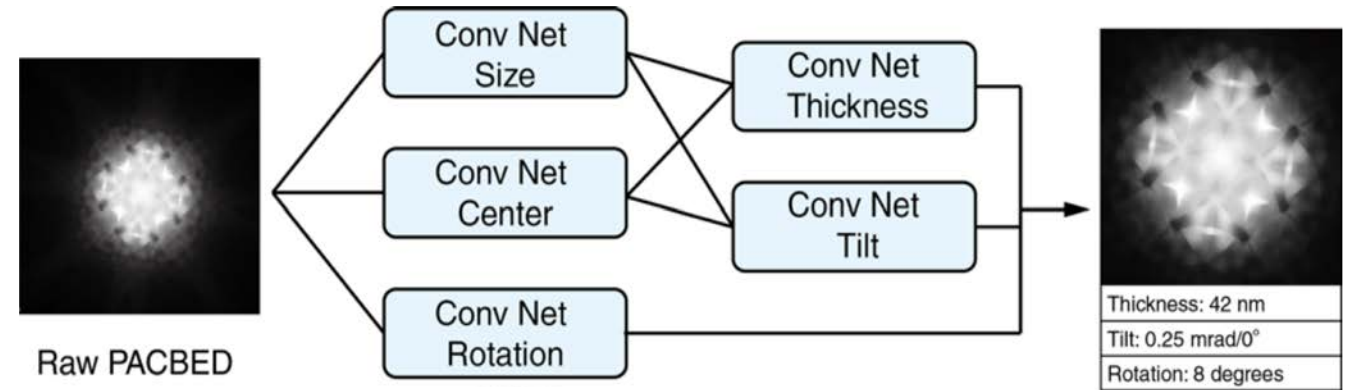 Raw PACBED
Conv Net
Size
Conv Net
Center
Conv Net
Rotation
Conv Net
Thickness
Conv Net
Tilt
Thickness: 42 nm
Tilt: 0.25 mrad/0°
Rotation: 8 degrees